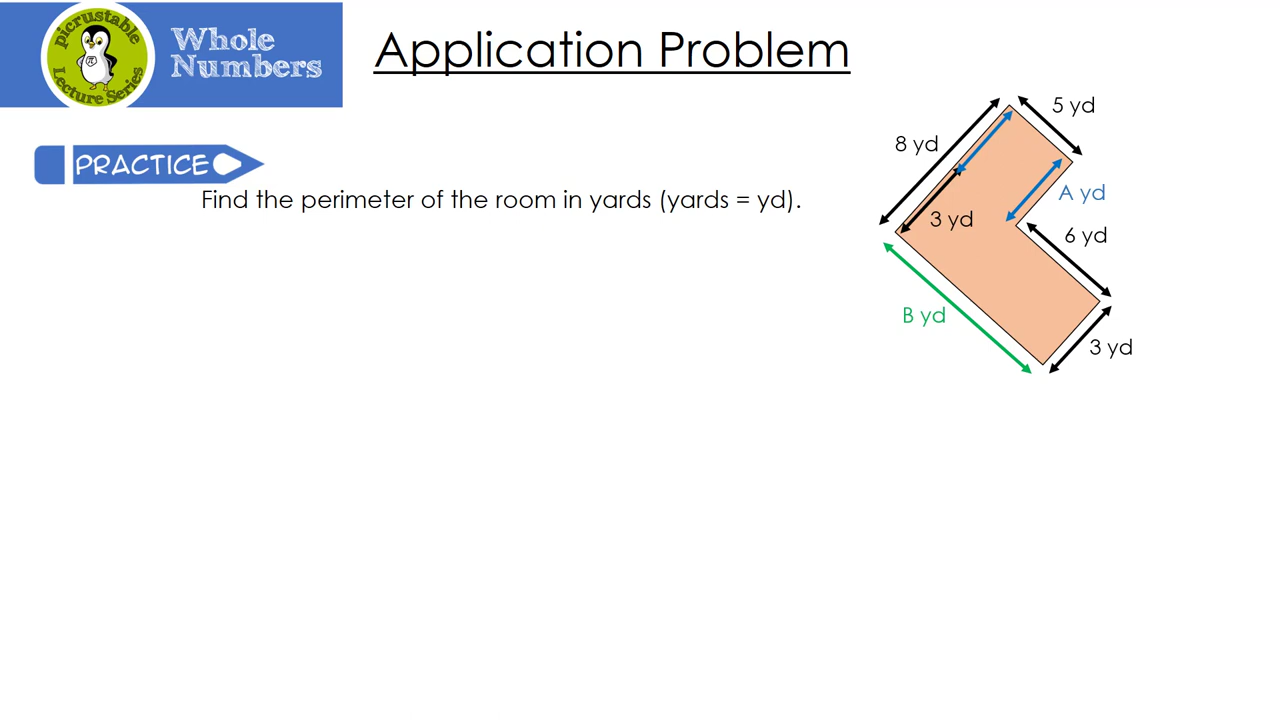 picrustable
Lecture Series
π
Whole
Numbers
Application Problem
PRACTICE
Find the perimeter of the room in yards (yards = yd).
5 yd
8 yd
A yd
3 yd
6 yd
B yd
3 yd